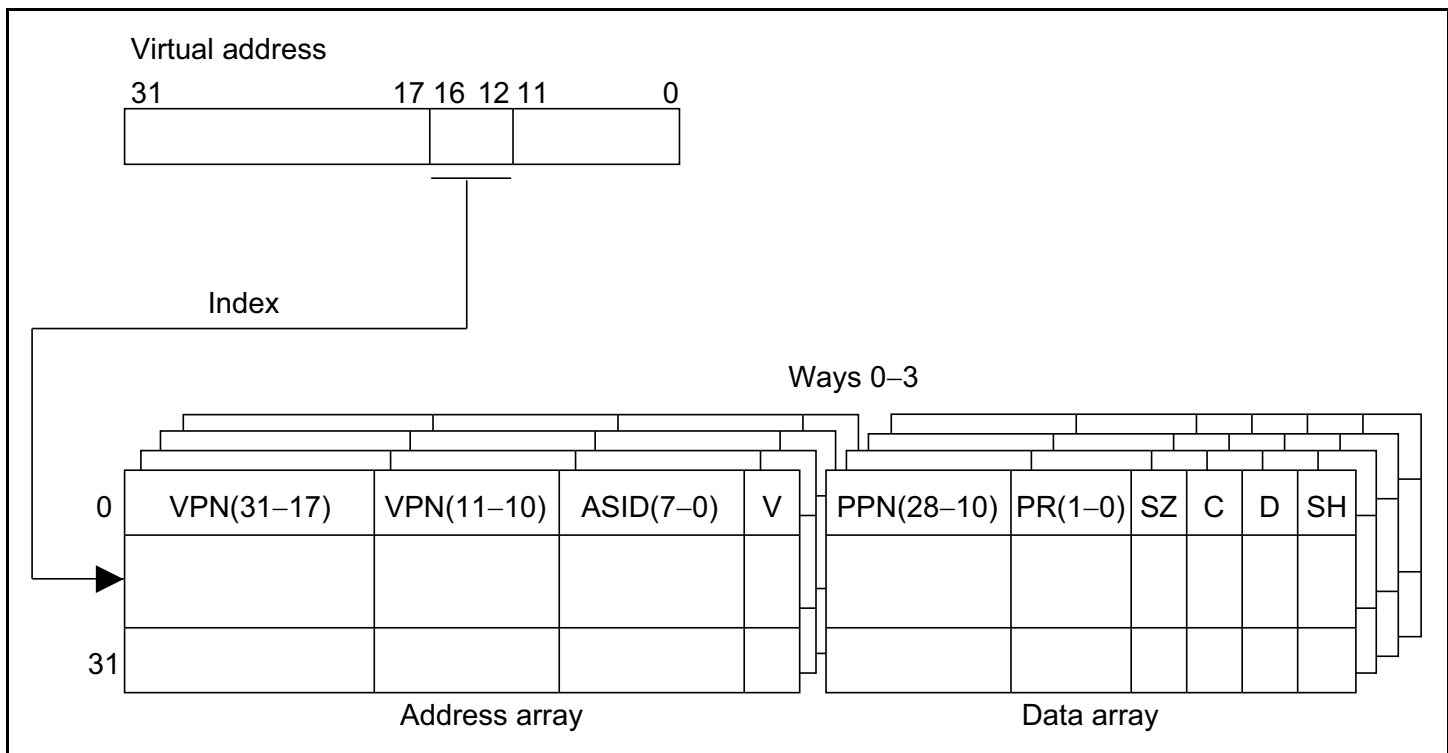 Virtual address
31 17 16 12 11 0
Index
Ways 0–3
0 VPN(31–17) VPN(11–10) ASID(7–0) V PPN(28–10) PR(1–0) SZ C D SH
31
Address array Data array